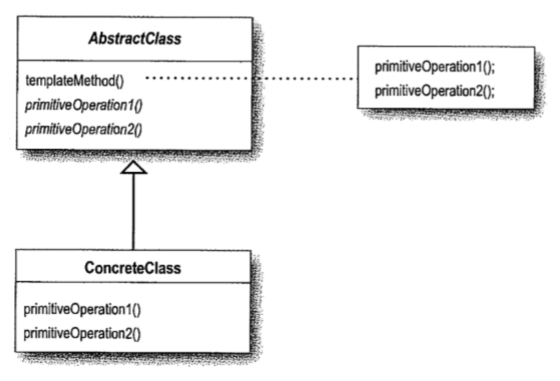 AbstractClass
templateMethod()
primitiveOperation1()
primitiveOperation2()
primitiveOperation1();
primitiveOperation2();
ConcreteClass
primitiveOperation1()
primitiveOperation2()